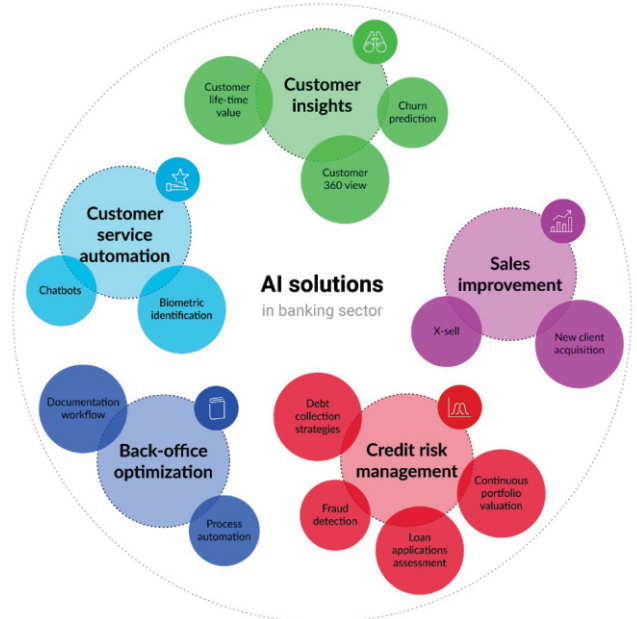 Customer
insights
Customer
life-time
value
Churn
prediction
Customer
360 view
Customer
service
automation
Chatbots
Biometric
identification
AI solutions
in banking sector
Sales
improvement
X-sell
New client
acquisition
Documentation
workflow
Back-office
optimization
Process
automation
Debt
collection
strategies
Credit risk
management
Continuous
portfolio
valuation
Fraud
detection
Loan
applications
assessment